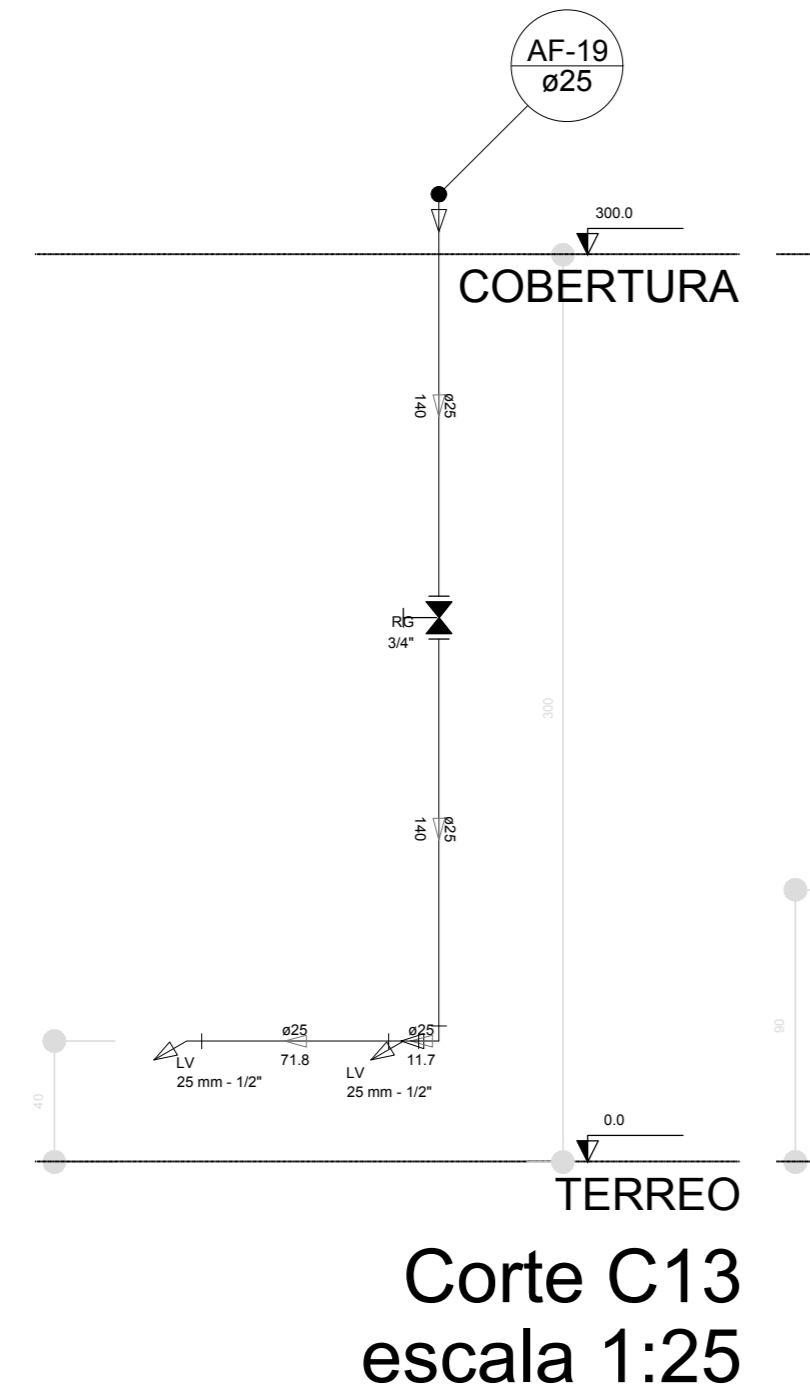 AF-19
ø25
300.0
COBERTURA
ø25
140
RG
3/4"
300
ø25
140
90
ø25
71.8
ø25
11.7
LV
25 mm - 1/2"
LV
25 mm - 1/2"
40
0.0
TERREO
Corte C13
escala 1:25